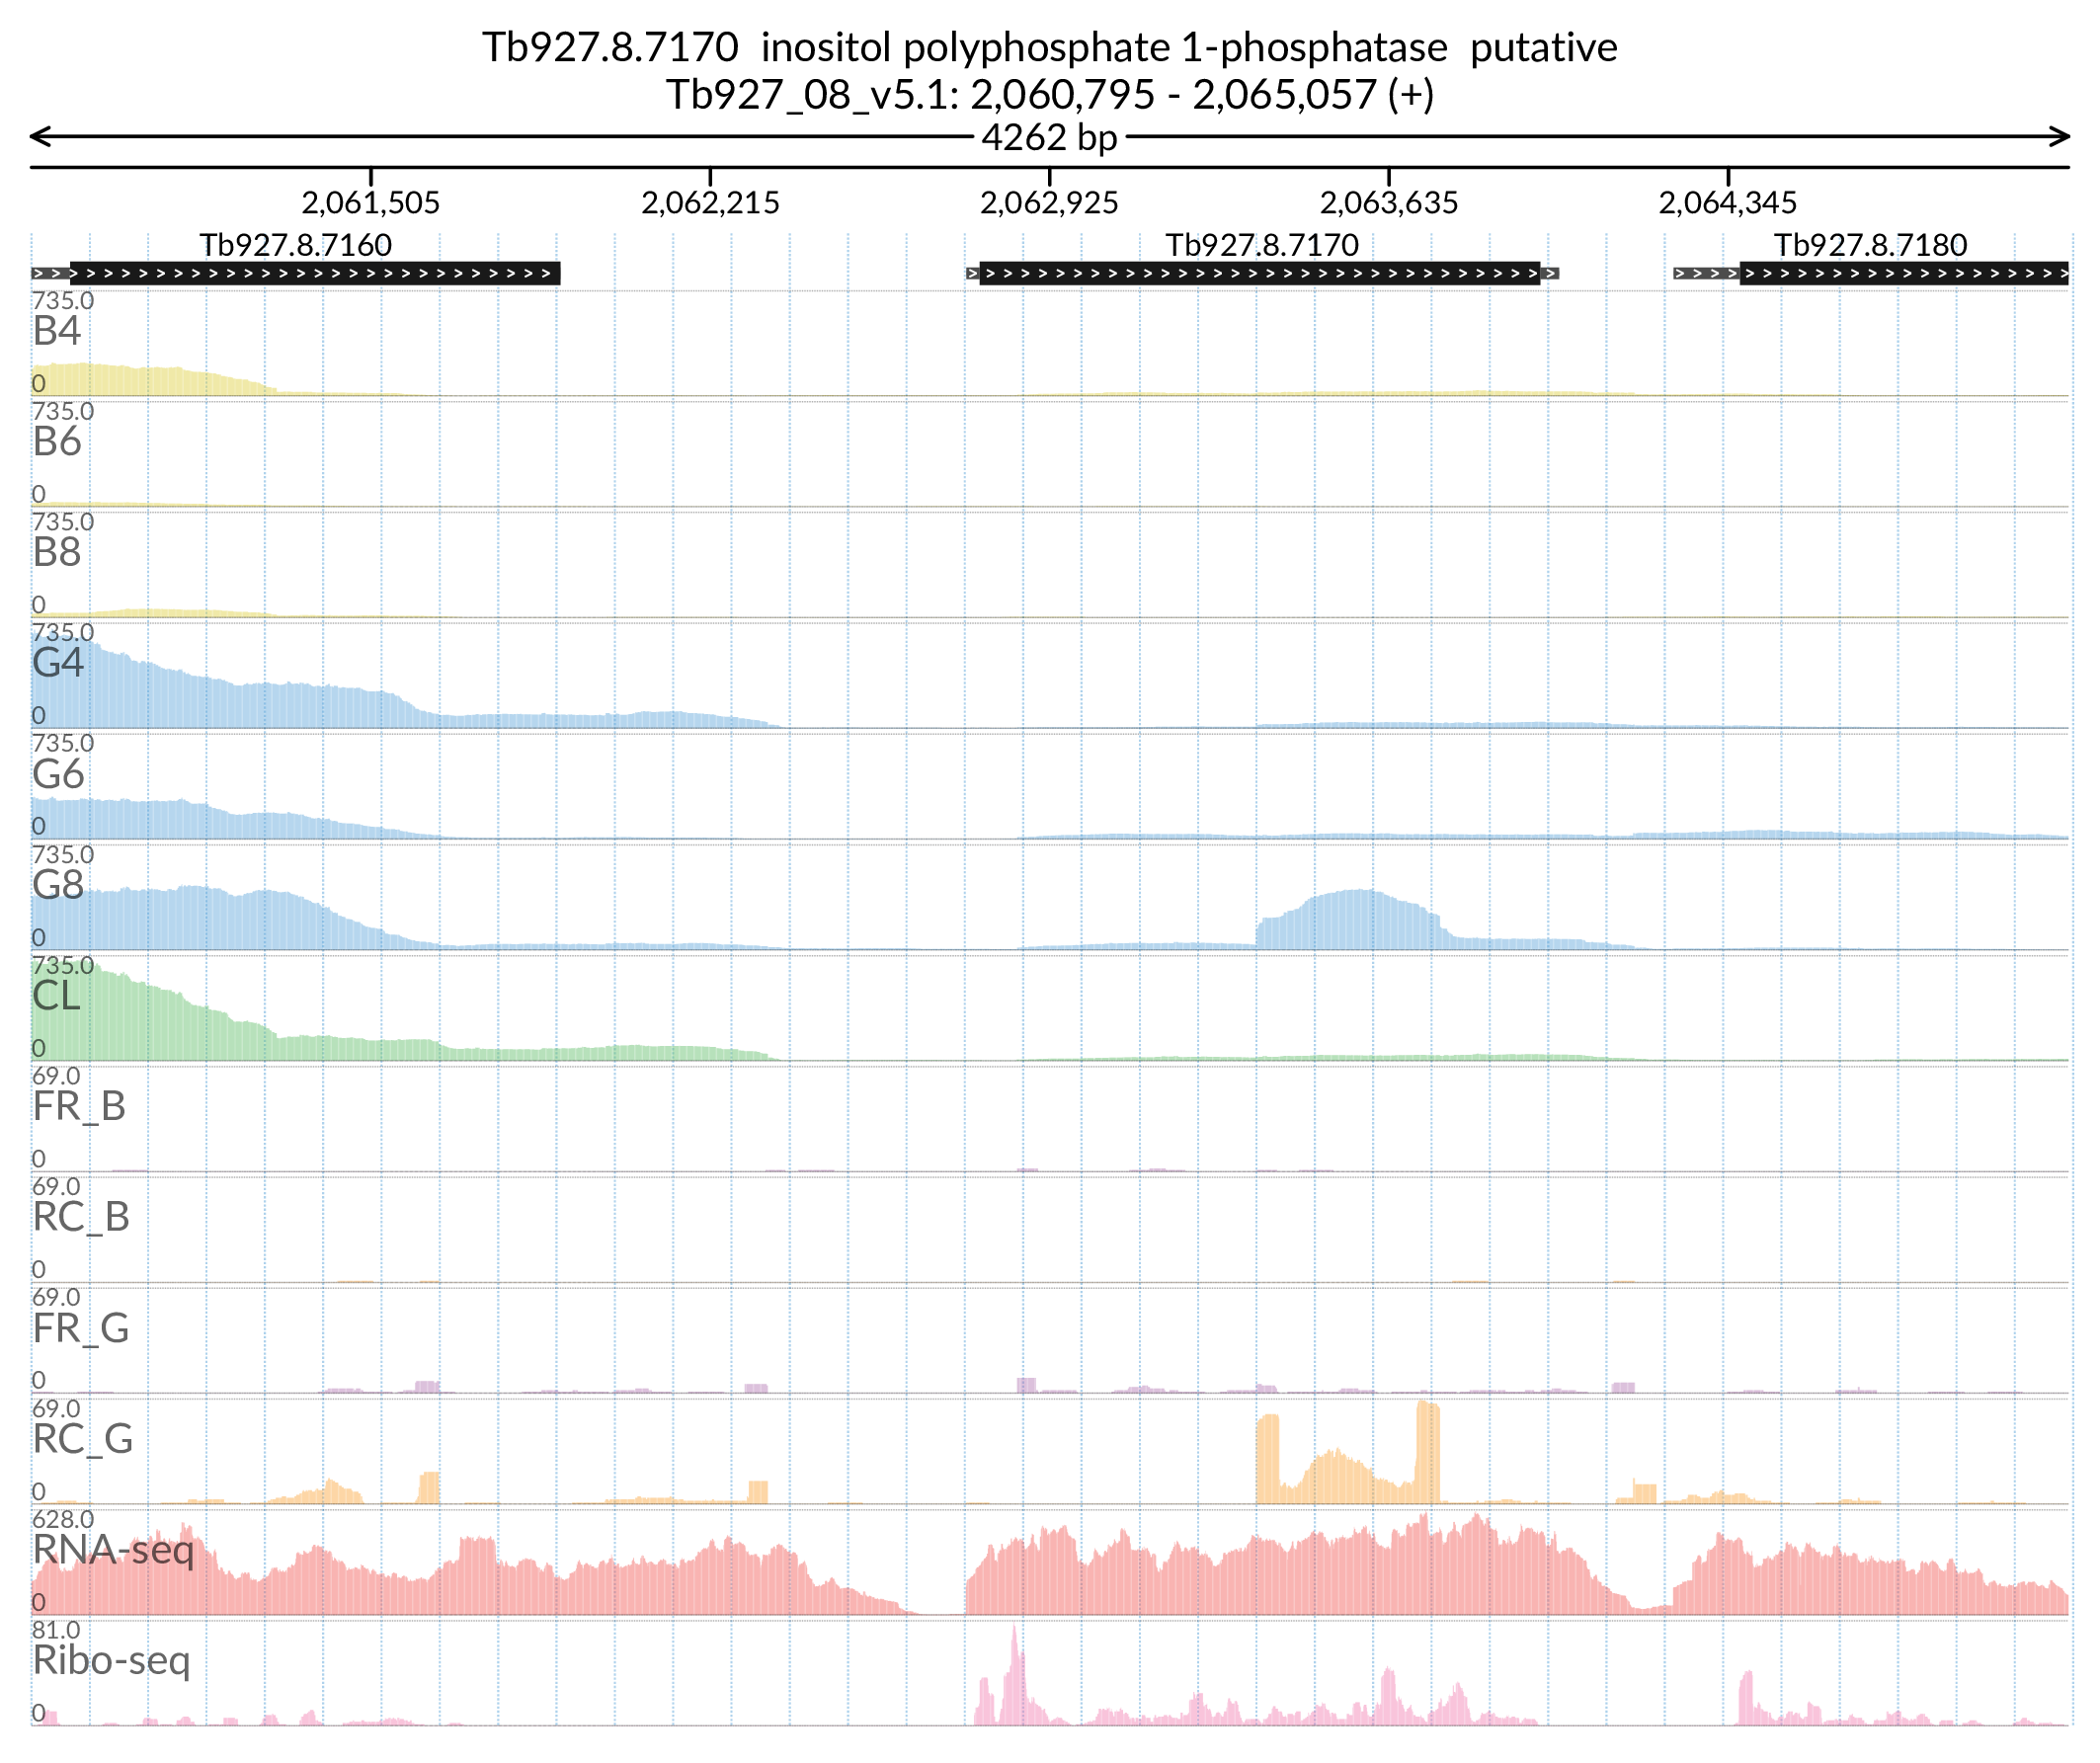 Tb927.8.7170 inositol polyphosphate 1-phosphatase putative
Tb927_08_v5.1: 2,060,795 - 2,065,057 (+)
4262 bp
2,061,505 2,062,215 2,062,925 2,063,635 2,064,345
Tb927.8.7160 Tb927.8.7170 Tb927.8.7180
735.0
B4
0
735.0
B6
0
735.0
B8
0
735.0
G4
0
735.0
G6
0
735.0
G8
0
735.0
CL
0
69.0
FR_B
0
69.0
RC_B
0
69.0
FR_G
0
69.0
RC_G
0
628.0
RNA-seq
0
81.0
Ribo-seq
0